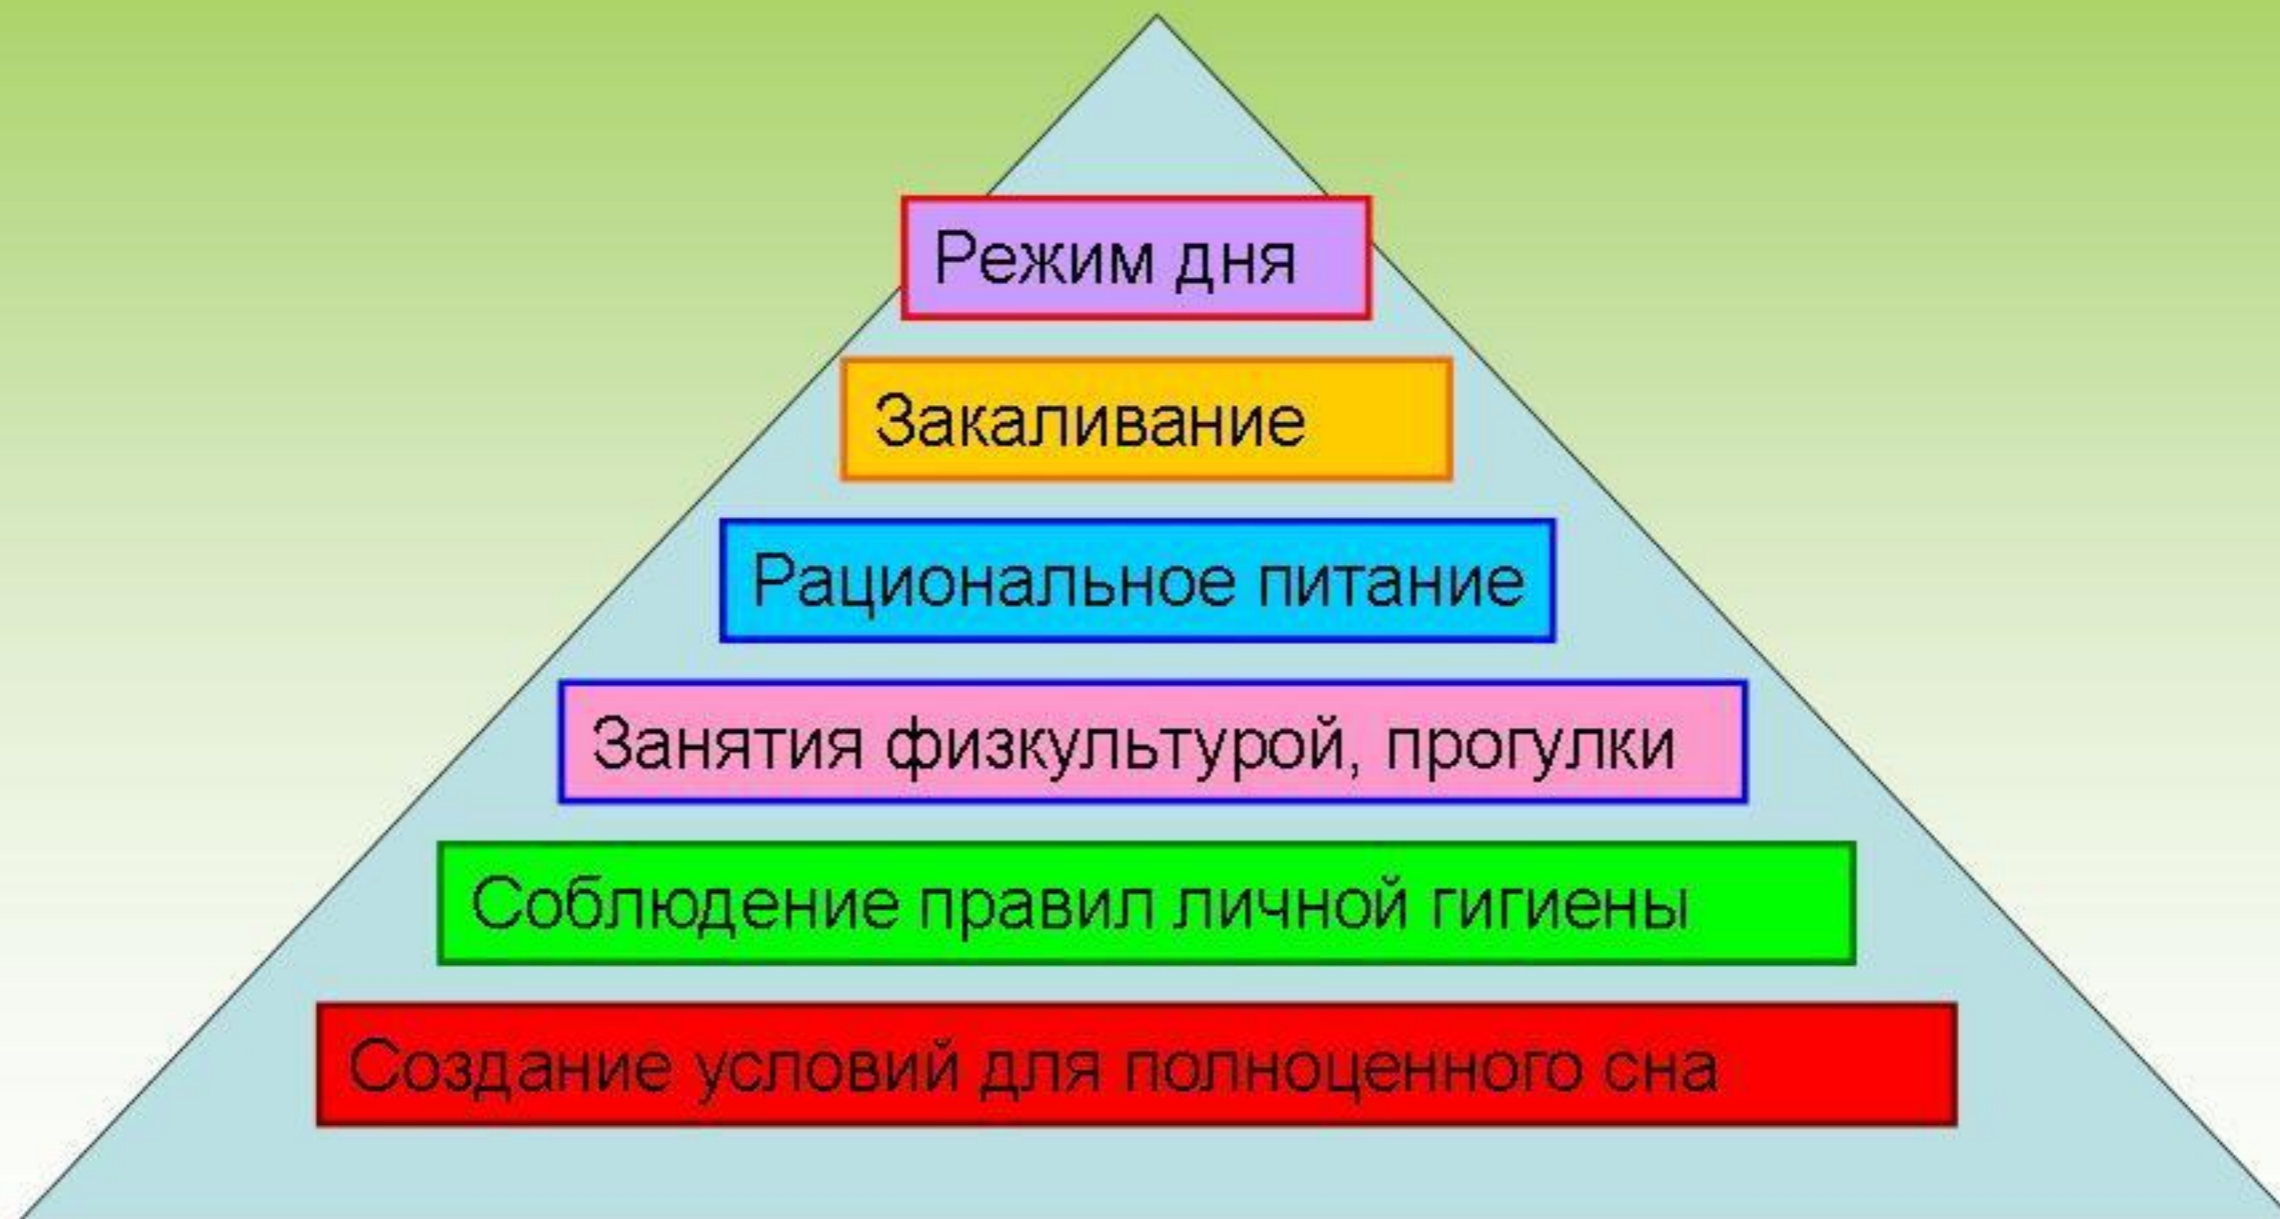 Режим дня
Закаливание
Рациональное питание
Занятия физкультурой, прогулки
Соблюдение правил личной гигиены
Создание условий для полноценного сна